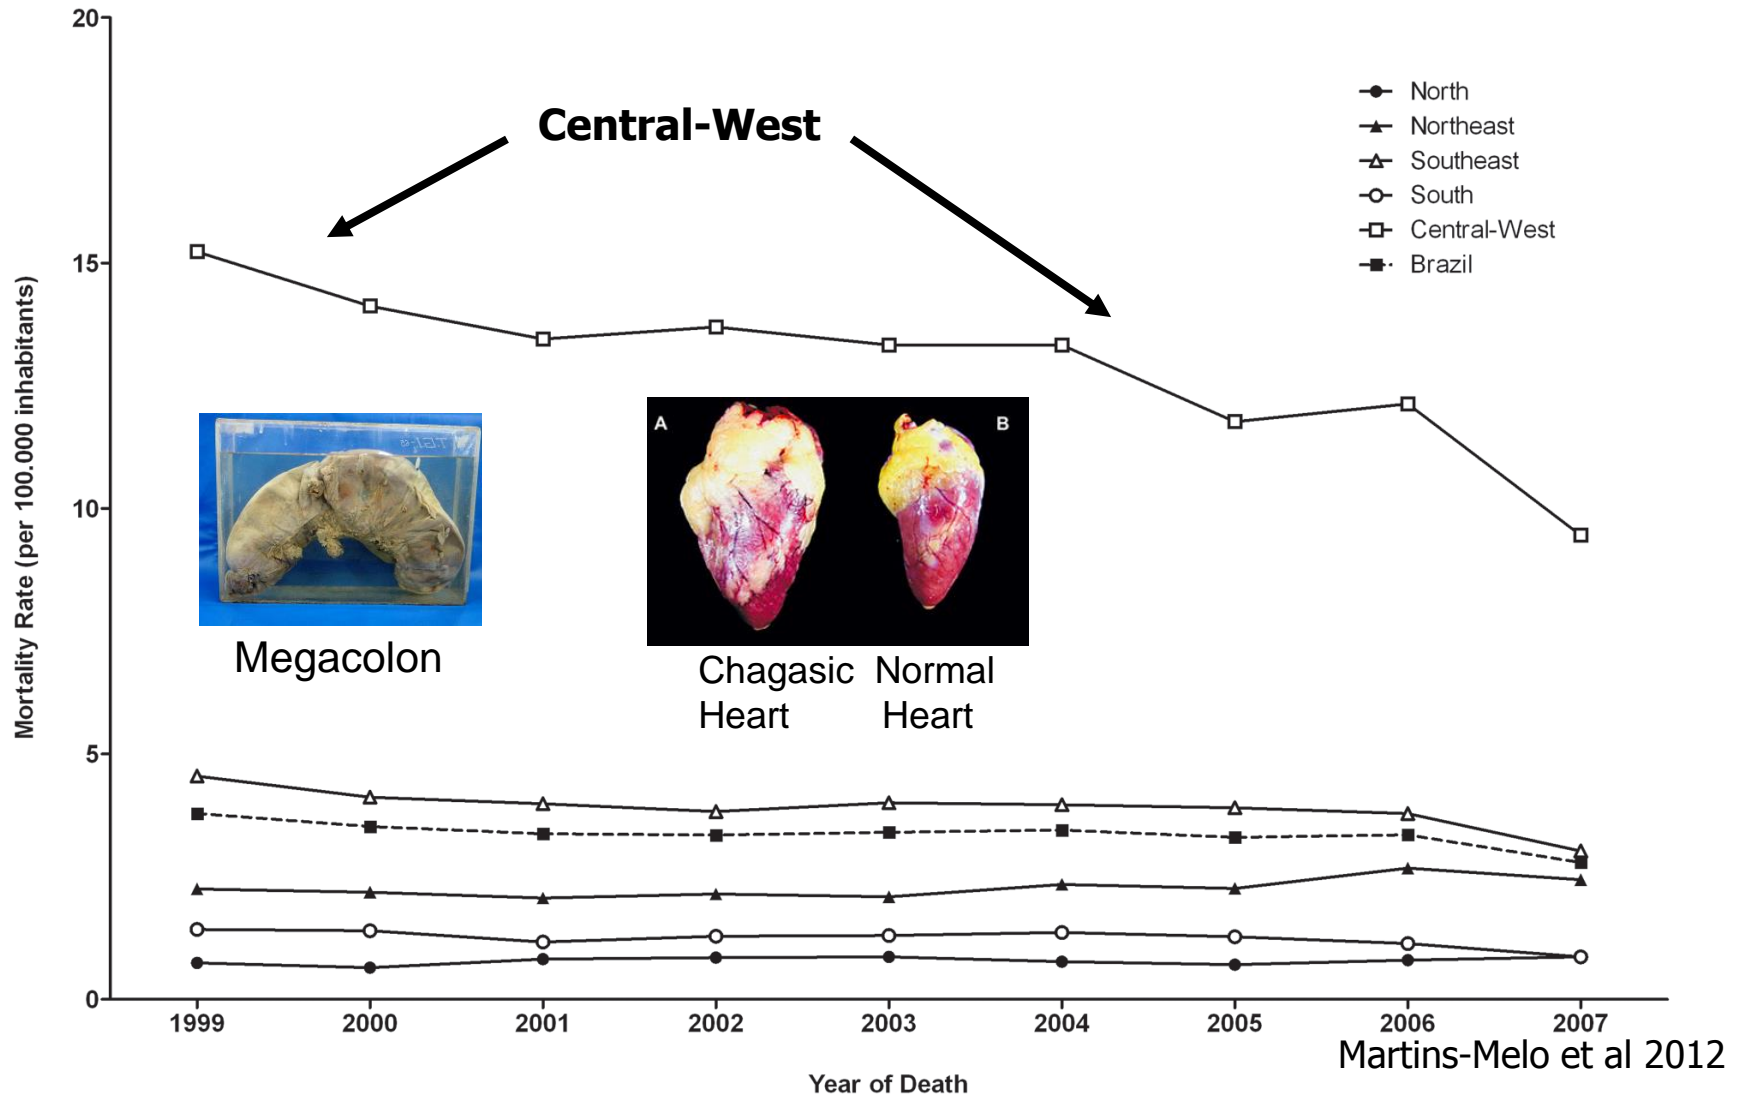 20
Central-West
North
Northeast
Southeast
South
Central-West
Brazil
15
10
5
0
Mortality Rate (per 100.000 inhabitants)
A
B
Megacolon
Chagasic Normal
Heart Heart
1999 2000 2001 2002 2003 2004 2005 2006 2007
Martins-Melo et al 2012
Year of Death